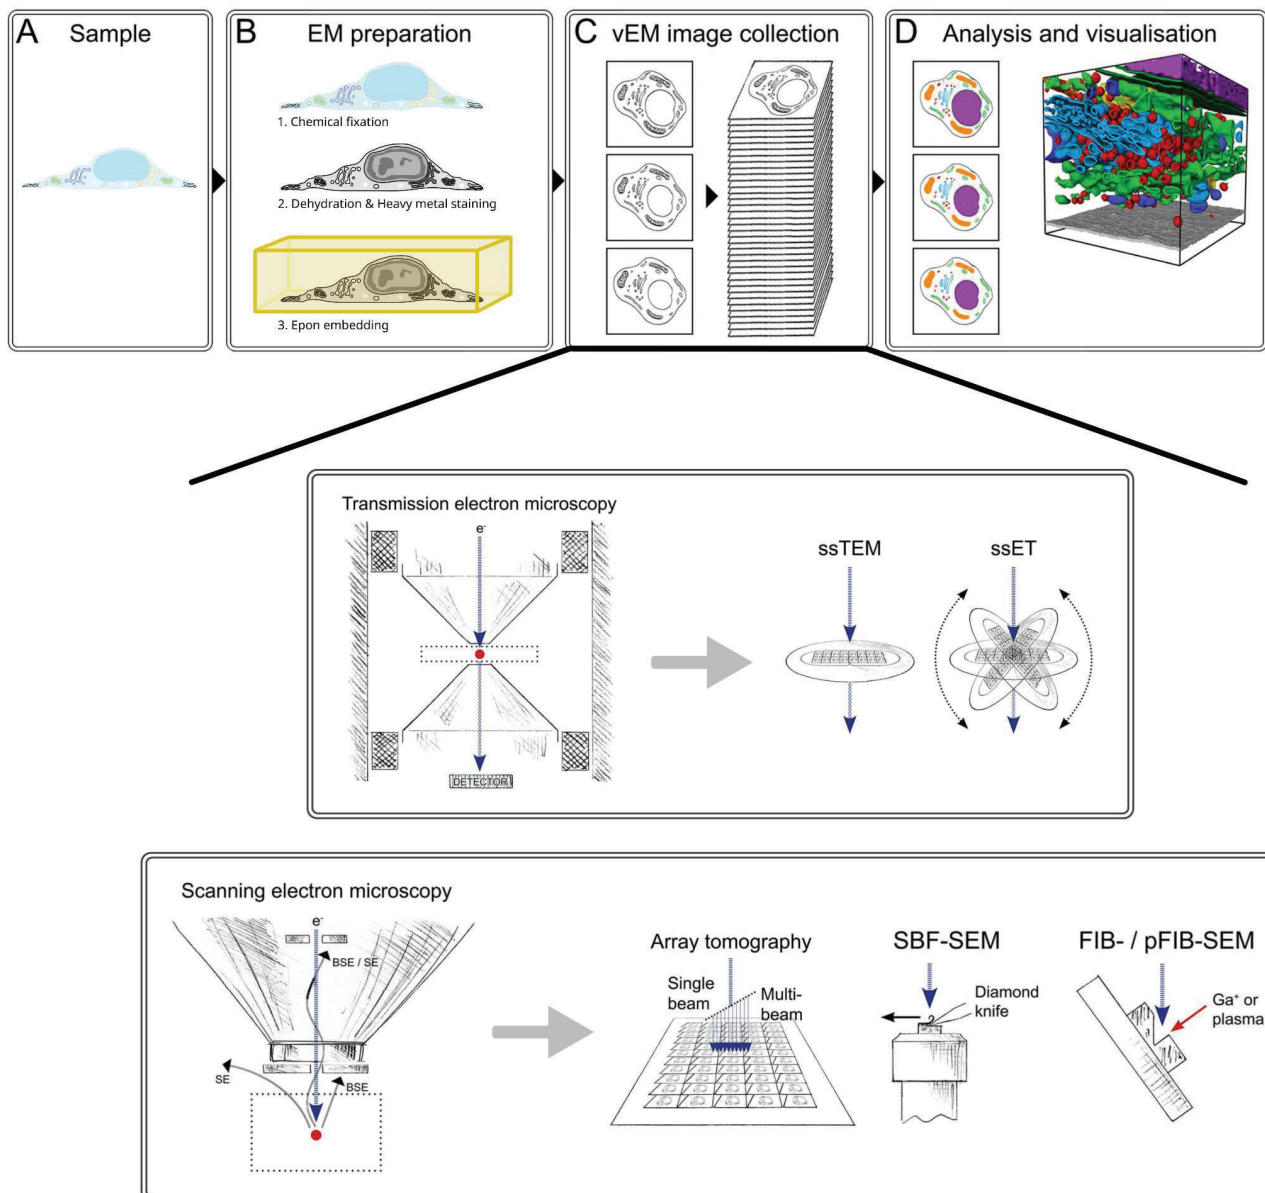 A Sample
B EM preparation
1. Chemical fixation
2. Dehydration & Heavy metal staining
3. Epon embedding
C vEM image collection
D Analysis and visualisation
Transmission electron microscopy
e-
DETECTOR
ssTEM
ssET
Scanning electron microscopy
e-
BSE / SE
SE
BSE
Array tomography
Single
beam
Multi-
beam
SBF-SEM
Diamond
knife
FIB- / pFIB-SEM
Ga+ or
plasma